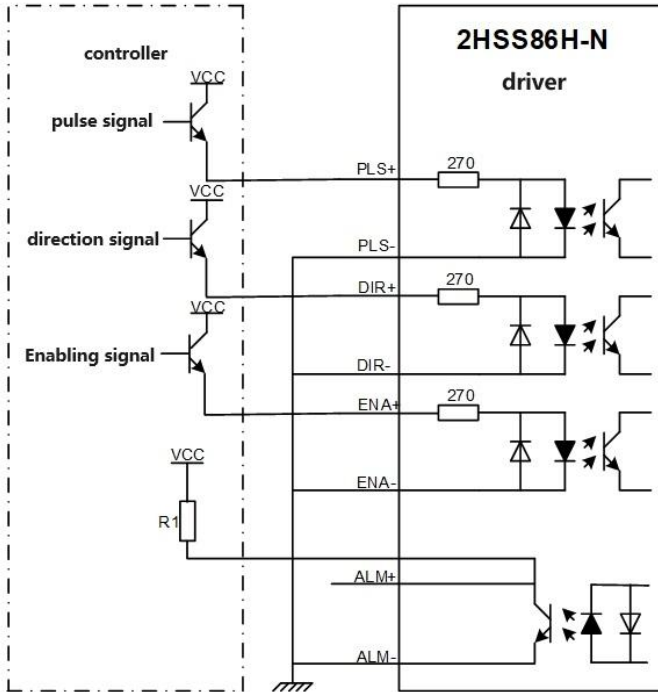 2HSS86H-N
driver
controller
VCC
pulse signal
PLS+
270
VCC
direction signal
PLS-
DIR+
270
VCC
Enabling signal
DIR-
ENA+
270
VCC
ENA-
R1
ALM+
ALM-